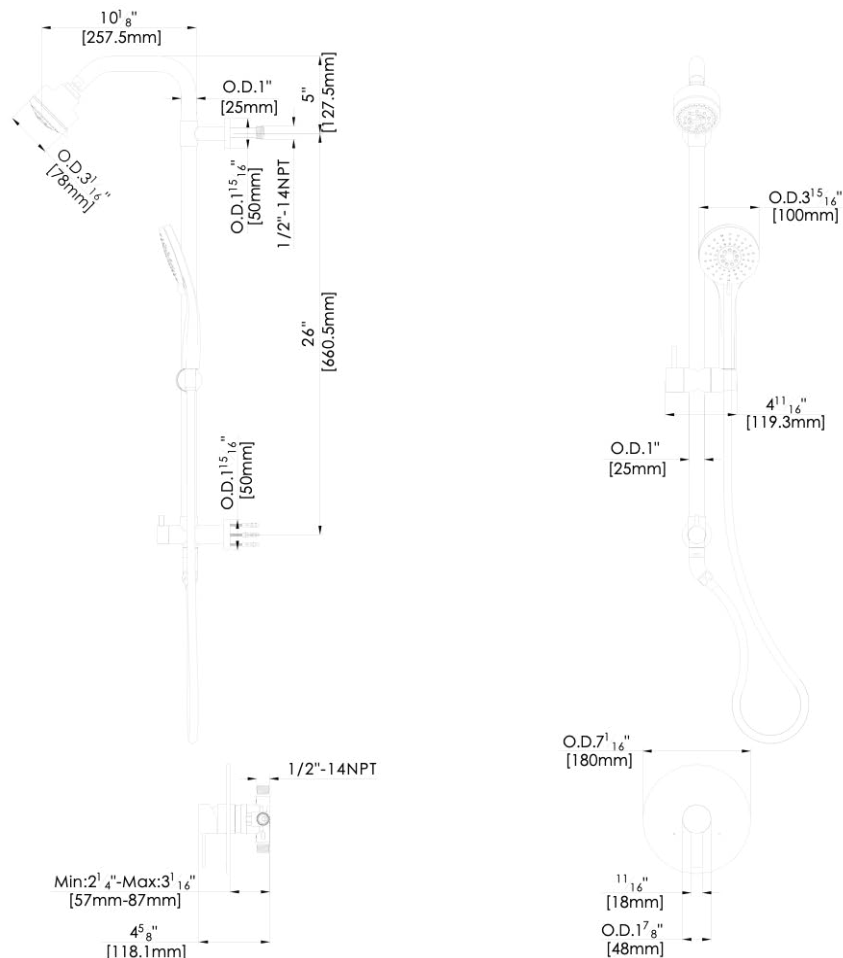 10 1/8"
[257.5mm]
O.D.1"
[25mm]
5"
[127.5mm]
O.D.3 1/16"
[78mm]
O.D.1 15/16"
[50mm]
1/2"-14NPT
O.D.3 15/16"
[100mm]
26"
[660.5mm]
4 11/16"
[119.3mm]
O.D.1"
[25mm]
O.D.1 15/16"
[50mm]
O.D.7 1/16"
[180mm]
1/2"-14NPT
Min:2 1/4"-Max:3 1/16"
[57mm-87mm]
11/16"
[18mm]
4 5/8"
[118.1mm]
O.D.1 7/8"
[48mm]